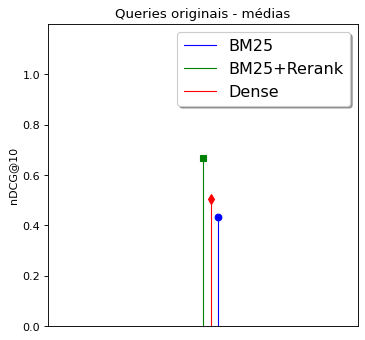 Queries originais - médias
BM25
BM25+Rerank
Dense
nDCG@10
1.0
0.8
0.6
0.4
0.2
0.0